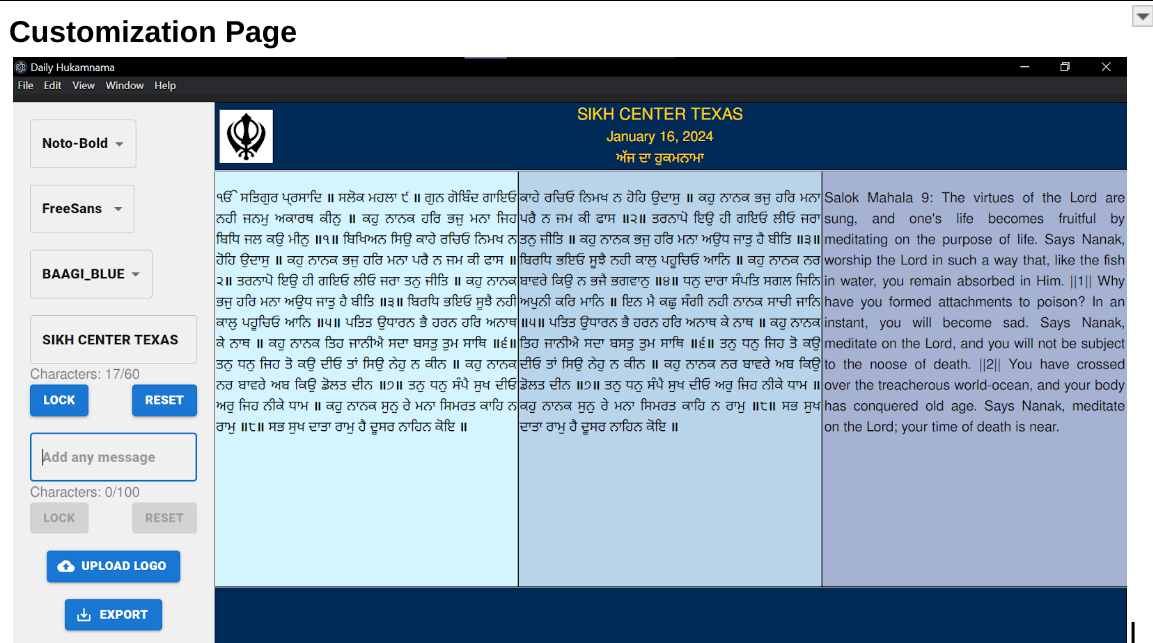 Customization Page
Daily Hukamnama
File Edit View Window Help
Noto-Bold
FreeSans
BAAGI_BLUE
SIKH CENTER TEXAS
Characters: 17/60
LOCK RESET
Add any message
Characters: 0/100
LOCK RESET
UPLOAD LOGO
EXPORT
SIKH CENTER TEXAS
January 16, 2024
ਅੱਜ ਦਾ ਹੁਕਮਨਾਮਾ
ੴ ਸਤਿਗੁਰ ਪ੍ਰਸਾਦਿ ॥ ਸਲੋਕ ਮਹਲਾ ੯ ॥ ਗੁਨ ਗੋਬਿੰਦ ਗਾਇਓ
ਨਹੀ ਜਨਮੁ ਅਕਾਰਥ ਕੀਨੁ ॥ ਕਹੁ ਨਾਨਕ ਹਰਿ ਭਜੁ ਮਨਾ ਜਿਹ
ਬਿਧਿ ਜਲ ਕਉ ਮੀਨੁ ॥੧॥ ਬਿਖਿਅਨ ਸਿਉ ਕਾਹੇ ਰਚਿਓ ਨਿਮਖ ਨ
ਹੋਹਿ ਉਦਾਸੁ ॥ ਕਹੁ ਨਾਨਕ ਭਜੁ ਹਰਿ ਮਨਾ ਪਰੈ ਨ ਜਮ ਕੀ ਫਾਸ ॥
੨॥ ਤਰਨਾਪੋ ਇਉ ਹੀ ਗਇਓ ਲੀਓ ਜਰਾ ਤਨੁ ਜੀਤਿ ॥ ਕਹੁ ਨਾਨਕ
ਭਜੁ ਹਰਿ ਮਨਾ ਅਉਧ ਜਾਤੁ ਹੈ ਬੀਤਿ ॥੩॥ ਬਿਰਧਿ ਭਇਓ ਸੂਝੈ ਨਹੀ
ਕਾਲੁ ਪਹੂਚਿਓ ਆਨਿ ॥੫॥ ਪਤਿਤ ਉਧਾਰਨ ਭੈ ਹਰਨ ਹਰਿ ਅਨਾਥ
ਕੇ ਨਾਥ ॥ ਕਹੁ ਨਾਨਕ ਤਿਹ ਜਾਨੀਐ ਸਦਾ ਬਸਤੁ ਤੁਮ ਸਾਥਿ ॥੬॥
ਤਨੁ ਧਨੁ ਜਿਹ ਤੋ ਕਉ ਦੀਓ ਤਾਂ ਸਿਉ ਨੇਹੁ ਨ ਕੀਨ ॥ ਕਹੁ ਨਾਨਕ
ਨਰ ਬਾਵਰੇ ਅਬ ਕਿਉ ਡੋਲਤ ਦੀਨ ॥੭॥ ਤਨੁ ਧਨੁ ਸੰਪੈ ਸੁਖ ਦੀਓ
ਅਰੁ ਜਿਹ ਨੀਕੇ ਧਾਮ ॥ ਕਹੁ ਨਾਨਕ ਸੁਨੁ ਰੇ ਮਨਾ ਸਿਮਰਤ ਕਾਹਿ ਨ
ਰਾਮੁ ॥੮॥ ਸਭ ਸੁਖ ਦਾਤਾ ਰਾਮੁ ਹੈ ਦੂਸਰ ਨਾਹਿਨ ਕੋਇ ॥
ਕਾਹੇ ਰਚਿਓ ਨਿਮਖ ਨ ਹੋਹਿ ਉਦਾਸੁ ॥ ਕਹੁ ਨਾਨਕ ਭਜੁ ਹਰਿ ਮਨਾ
ਪਰੈ ਨ ਜਮ ਕੀ ਫਾਸ ॥੨॥ ਤਰਨਾਪੋ ਇਉ ਹੀ ਗਇਓ ਲੀਓ ਜਰਾ
ਤਨੁ ਜੀਤਿ ॥ ਕਹੁ ਨਾਨਕ ਭਜੁ ਹਰਿ ਮਨਾ ਅਉਧ ਜਾਤੁ ਹੈ ਬੀਤਿ ॥੩॥
ਬਿਰਧਿ ਭਇਓ ਸੂਝੈ ਨਹੀ ਕਾਲੁ ਪਹੂਚਿਓ ਆਨਿ ॥ ਕਹੁ ਨਾਨਕ ਨਰ
ਬਾਵਰੇ ਕਿਉ ਨ ਭਜੈ ਭਗਵਾਨੁ ॥੪॥ ਧਨੁ ਦਾਰਾ ਸੰਪਤਿ ਸਗਲ ਜਿਨਿ
ਅਪੁਨੀ ਕਰਿ ਮਾਨਿ ॥ ਇਨ ਮੈ ਕਛੁ ਸੰਗੀ ਨਹੀ ਨਾਨਕ ਸਾਚੀ ਜਾਨਿ
॥੫॥ ਪਤਿਤ ਉਧਾਰਨ ਭੈ ਹਰਨ ਹਰਿ ਅਨਾਥ ਕੇ ਨਾਥ ॥ ਕਹੁ ਨਾਨਕ
ਤਿਹ ਜਾਨੀਐ ਸਦਾ ਬਸਤੁ ਤੁਮ ਸਾਥਿ ॥੬॥ ਤਨੁ ਧਨੁ ਜਿਹ ਤੋ ਕਉ
ਦੀਓ ਤਾਂ ਸਿਉ ਨੇਹੁ ਨ ਕੀਨ ॥ ਕਹੁ ਨਾਨਕ ਨਰ ਬਾਵਰੇ ਅਬ ਕਿਉ
ਡੋਲਤ ਦੀਨ ॥੭॥ ਤਨੁ ਧਨੁ ਸੰਪੈ ਸੁਖ ਦੀਓ ਅਰੁ ਜਿਹ ਨੀਕੇ ਧਾਮ ॥
ਕਹੁ ਨਾਨਕ ਸੁਨੁ ਰੇ ਮਨਾ ਸਿਮਰਤ ਕਾਹਿ ਨ ਰਾਮੁ ॥੮॥ ਸਭ ਸੁਖ
ਦਾਤਾ ਰਾਮੁ ਹੈ ਦੂਸਰ ਨਾਹਿਨ ਕੋਇ ॥
Salok Mahala 9: The virtues of the Lord are
sung, and one's life becomes fruitful by
meditating on the purpose of life. Says Nanak,
worship the Lord in such a way that, like the fish
in water, you remain absorbed in Him. ||1|| Why
have you formed attachments to poison? In an
instant, you will become sad. Says Nanak,
meditate on the Lord, and you will not be subject
to the noose of death. ||2|| You have crossed
over the treacherous world-ocean, and your body
has conquered old age. Says Nanak, meditate
on the Lord; your time of death is near.